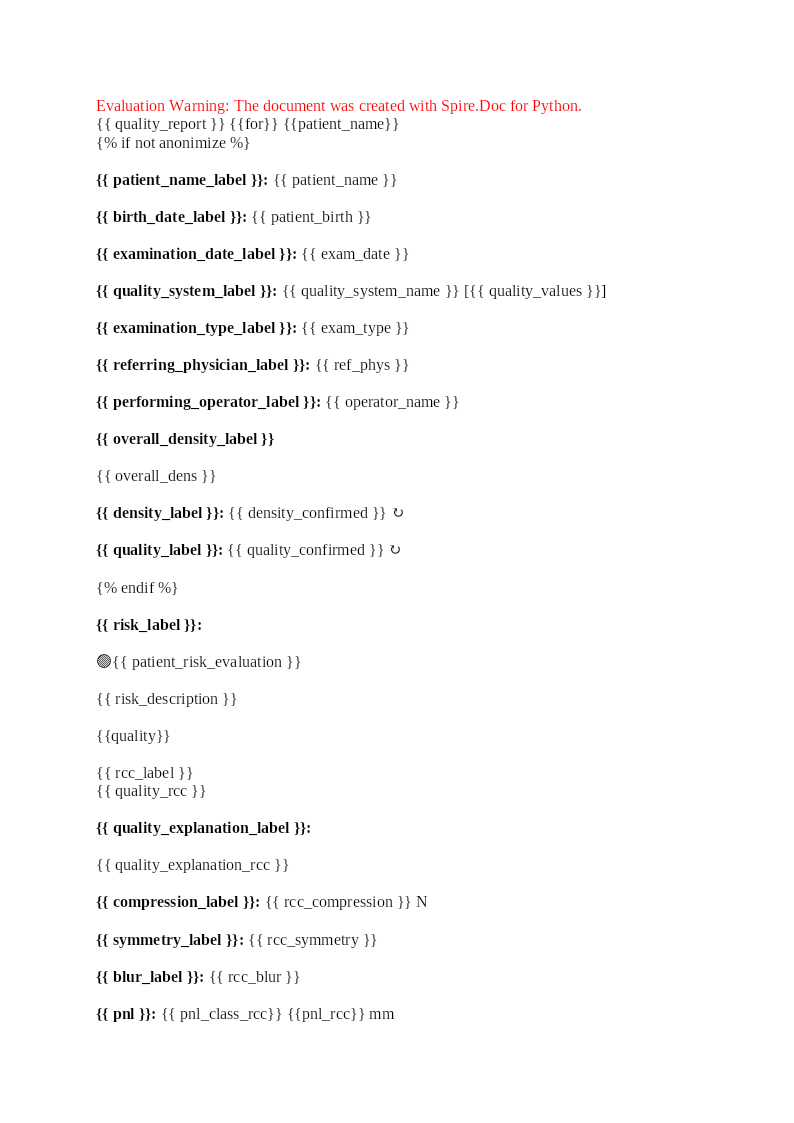 Evaluation Warning: The document was created with Spire.Doc for Python.
{{ quality_report }} {{for}} {{patient_name}}
{% if not anonimize %}
{{ patient_name_label }}: {{ patient_name }}
{{ birth_date_label }}: {{ patient_birth }}
{{ examination_date_label }}: {{ exam_date }}
{{ quality_system_label }}: {{ quality_system_name }} [{{ quality_values }}]
{{ examination_type_label }}: {{ exam_type }}
{{ referring_physician_label }}: {{ ref_phys }}
{{ performing_operator_label }}: {{ operator_name }}
{{ overall_density_label }}
{{ overall_dens }}
{{ density_label }}: {{ density_confirmed }} ↻
{{ quality_label }}: {{ quality_confirmed }} ↻
{% endif %}
{{ risk_label }}:
🟢{{ patient_risk_evaluation }}
{{ risk_description }}
{{quality}}
{{ rcc_label }}
{{ quality_rcc }}
{{ quality_explanation_label }}:
{{ quality_explanation_rcc }}
{{ compression_label }}: {{ rcc_compression }} N
{{ symmetry_label }}: {{ rcc_symmetry }}
{{ blur_label }}: {{ rcc_blur }}
{{ pnl }}: {{ pnl_class_rcc}} {{pnl_rcc}} mm